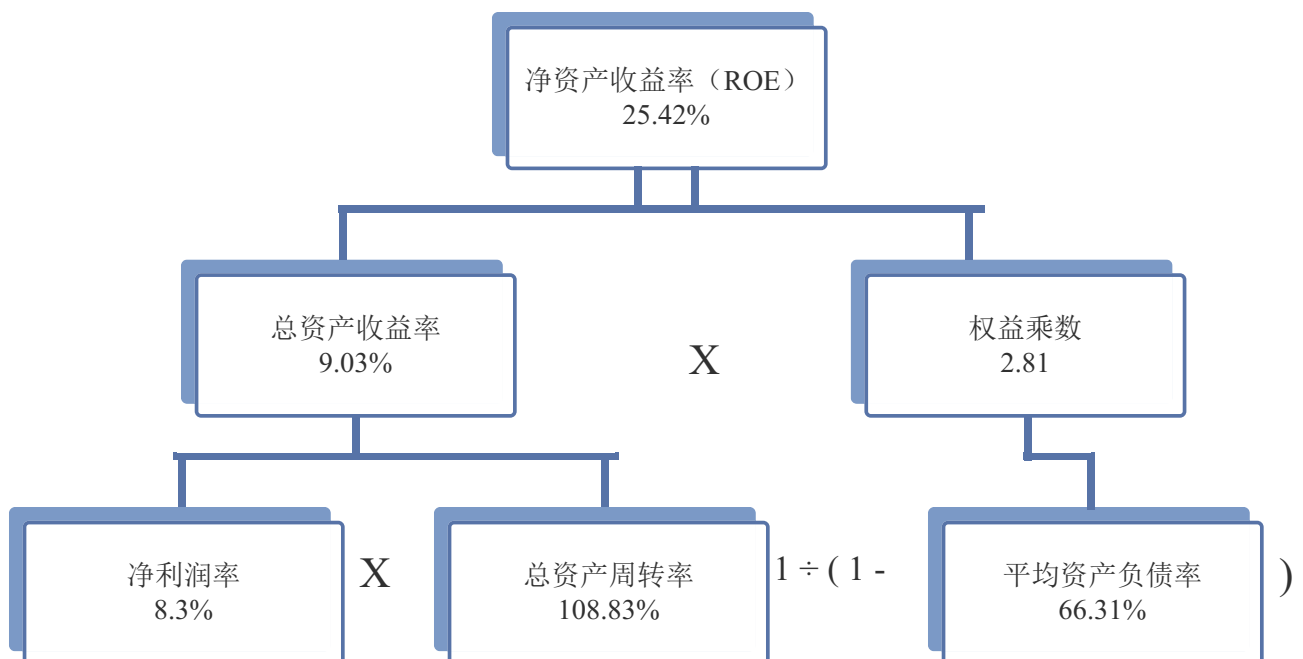 净资产收益率（ROE）
25.42%
总资产收益率
9.03%
X
权益乘数
2.81
净利润率
8.3%
X
总资产周转率
108.83%
1 ÷ ( 1 -
平均资产负债率
66.31%
)